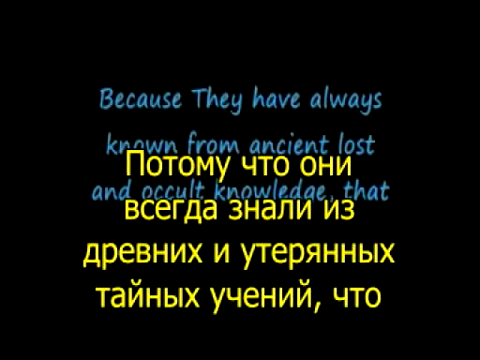 Because They have always
known from ancient lost
Потому что они
and occult knowledge, that
всегда знали из
древних и утерянных
тайных учений, что